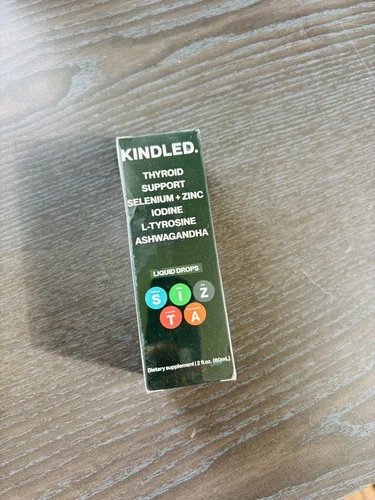 KINDLED.
THYROID
SUPPORT
SELENIUM + ZINC
IODINE
L-TYROSINE
ASHWAGANDHA
LIQUID DROPS
S I Z
T A
Dietary supplement | 2 fl.oz. (60mL)